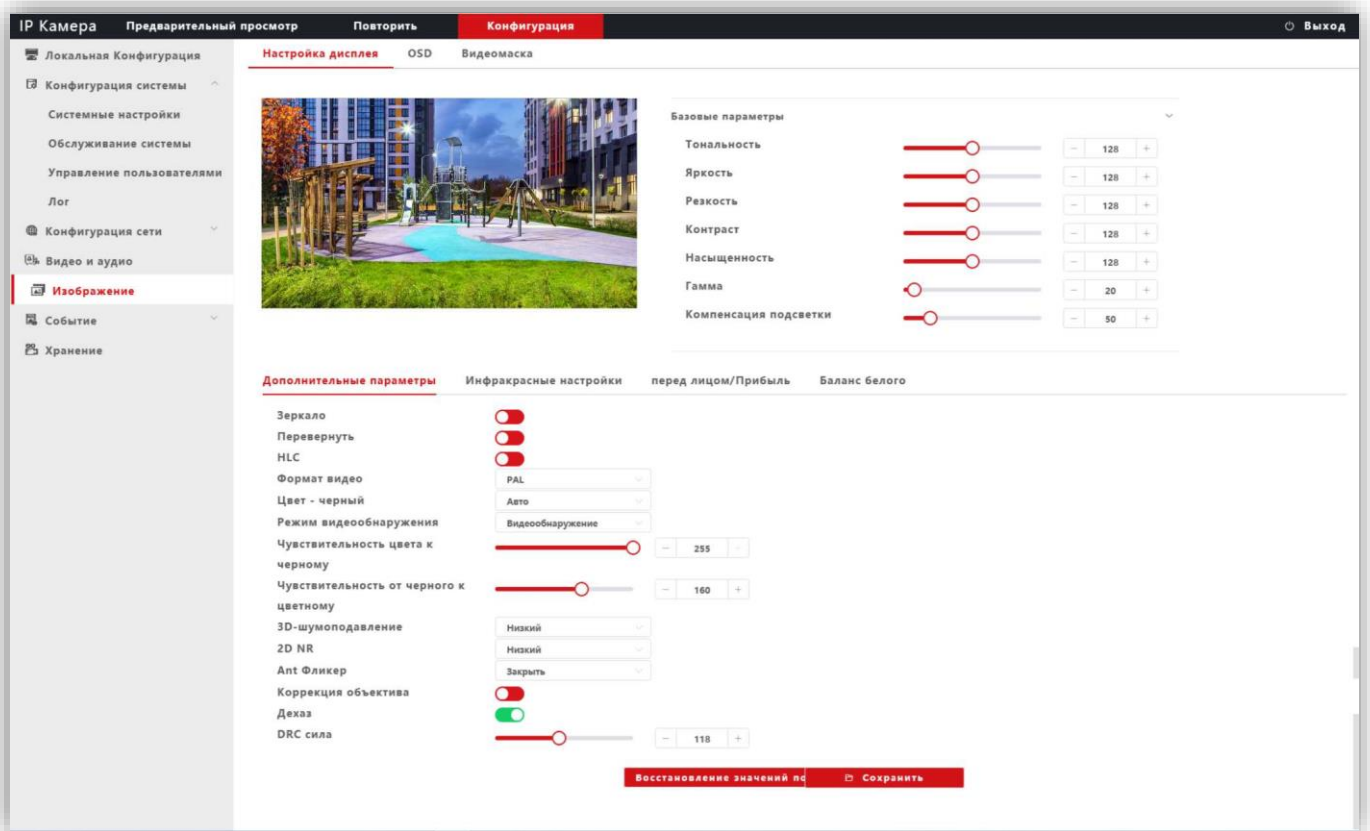 IP Камера Предварительный просмотр Повторить Конфигурация Выход
Локальная Конфигурация
Конфигурация системы
Системные настройки
Обслуживание системы
Управление пользователями
Лог
Конфигурация сети
Видео и аудио
Изображение
Событие
Хранение
Настройка дисплея OSD Видеомаска
Базовые параметры
Тональность 128
Яркость 128
Резкость 128
Контраст 128
Насыщенность 128
Гамма 20
Компенсация подсветки 50
Дополнительные параметры Инфракрасные настройки перед лицом/Прибыль Баланс белого
Зеркало
Перевернуть
HLC
Формат видео PAL
Цвет - черный Авто
Режим видеообнаружения Видеообнаружение
Чувствительность цвета к 255
черному
Чувствительность от черного к 160
цветному
3D-шумоподавление Низкий
2D NR Низкий
Ant Фликер Закрыть
Коррекция объектива
Дехаз
DRC сила 118
Восстановление значений по Сохранить